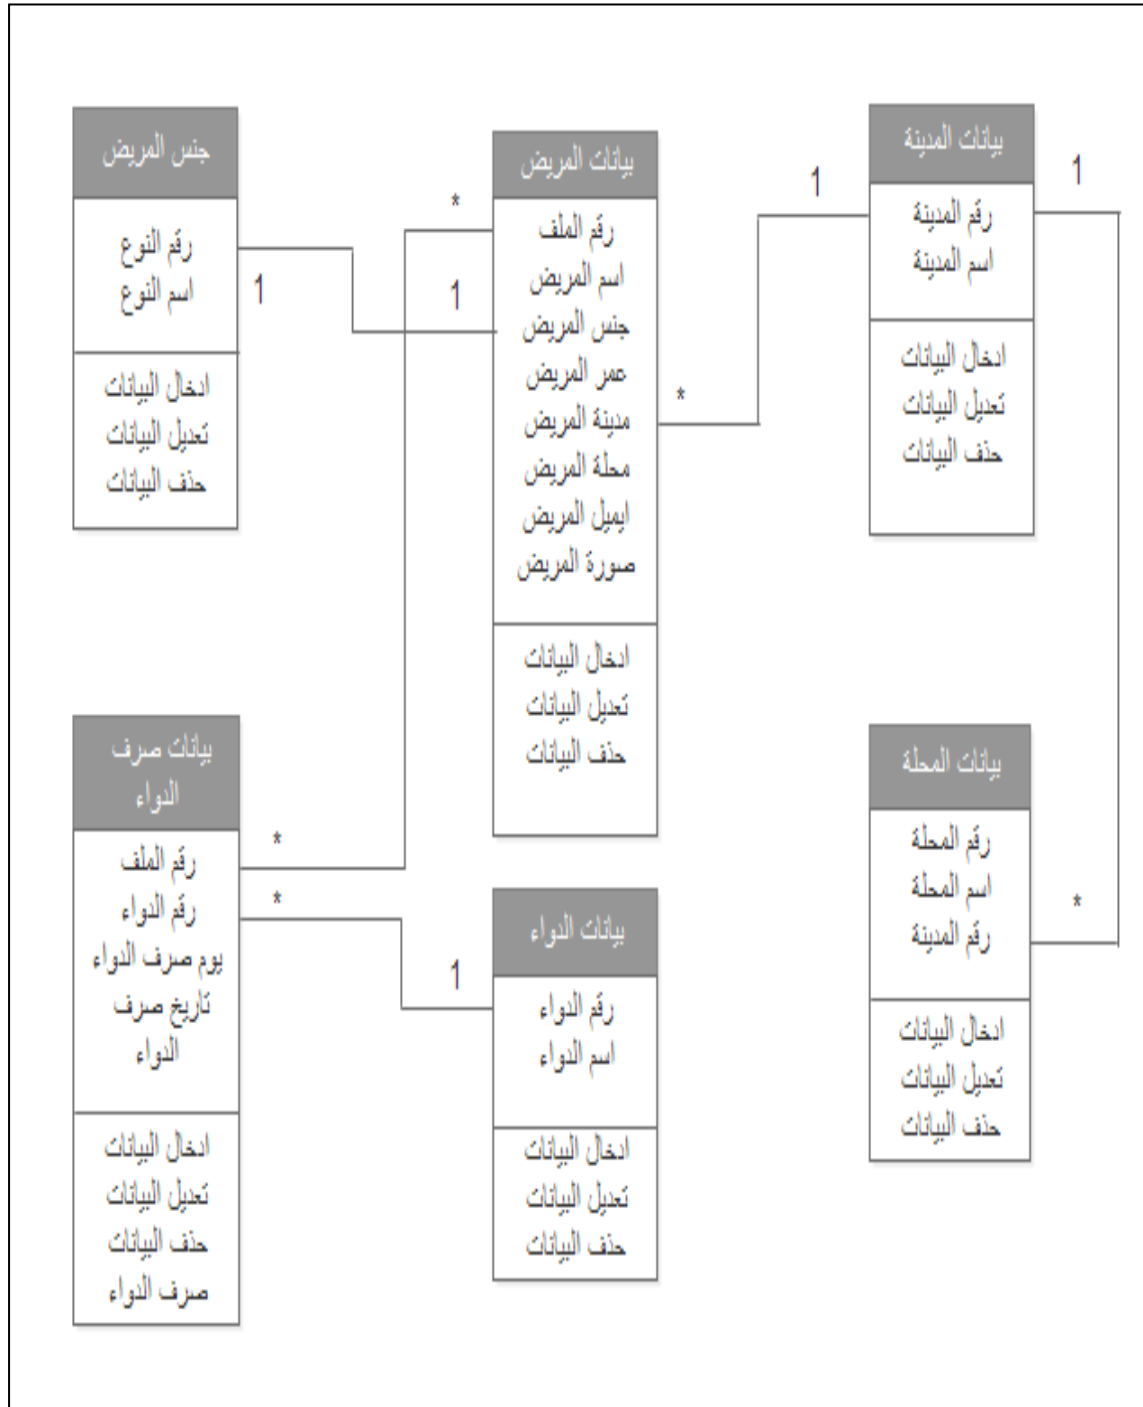 بيانات المدينة
رقم المدينة
اسم المدينة
ادخال البيانات
تعديل البيانات
حذف البيانات
1
1
بيانات المريض
رقم الملف
اسم المريض
جنس المريض
عمر المريض
مدينة المريض
محلة المريض
ايميل المريض
صورة المريض
ادخال البيانات
تعديل البيانات
حذف البيانات
*
*
1
جنس المريض
رقم النوع
اسم النوع
ادخال البيانات
تعديل البيانات
حذف البيانات
1
بيانات المحلة
رقم المحلة
اسم المحلة
رقم المدينة
ادخال البيانات
تعديل البيانات
حذف البيانات
*
بيانات الدواء
رقم الدواء
اسم الدواء
ادخال البيانات
تعديل البيانات
حذف البيانات
1
بيانات صرف
الدواء
رقم الملف
رقم الدواء
يوم صرف الدواء
تاريخ صرف
الدواء
ادخال البيانات
تعديل البيانات
حذف البيانات
صرف الدواء
*
*